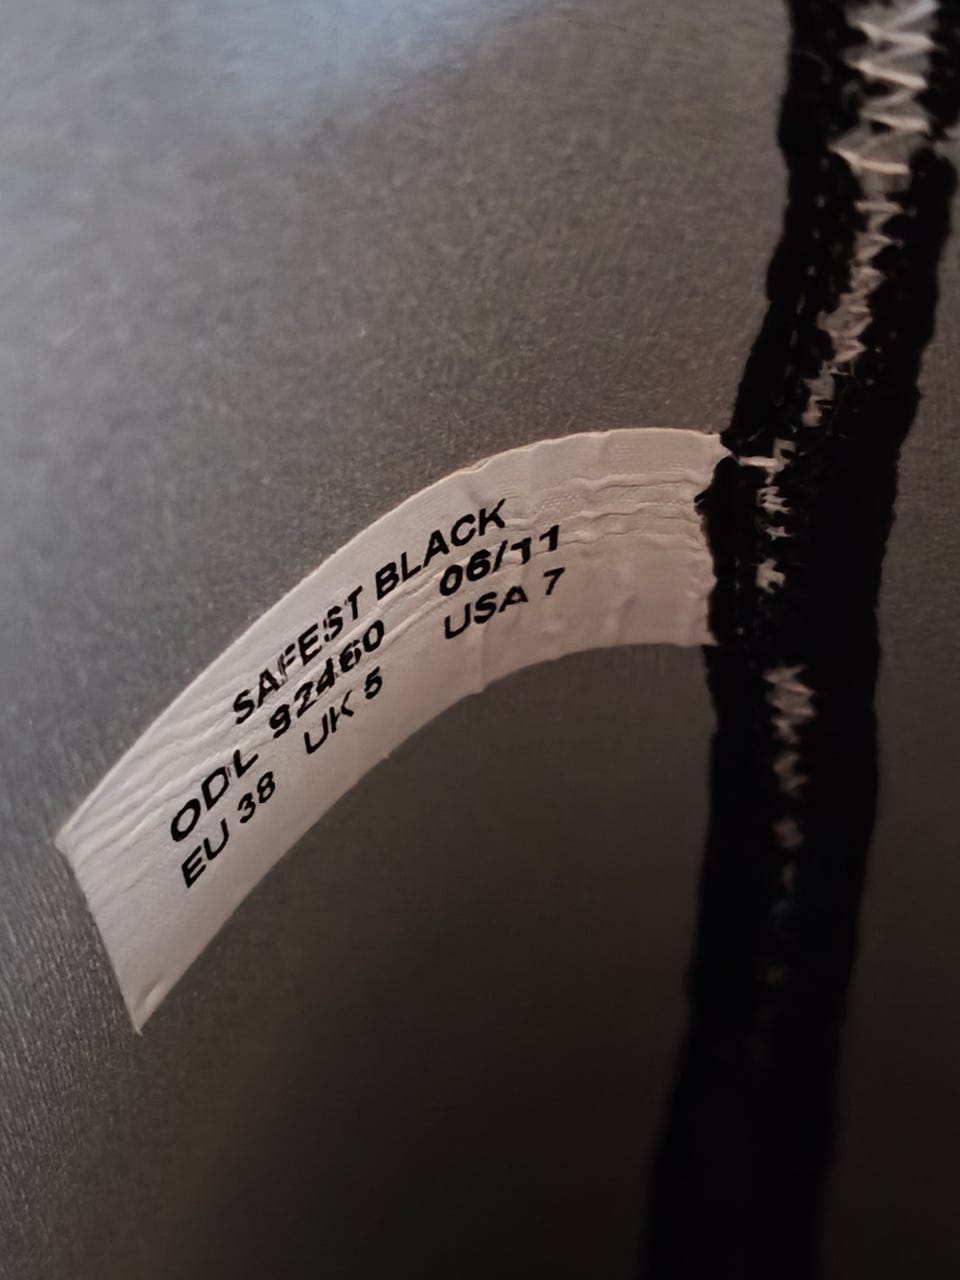 SAFEST BLACK
ODL 92460 06/11
EU 38 UK 5 USA 7